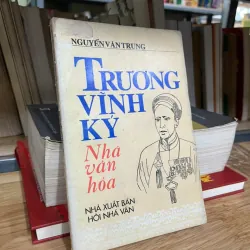 NGUYỄN VĂN TRUNG
TRƯƠNG
VĨNH
KÝ
Nhà
văn
hóa
NHÀ XUẤT BẢN
HỘI NHÀ VĂN